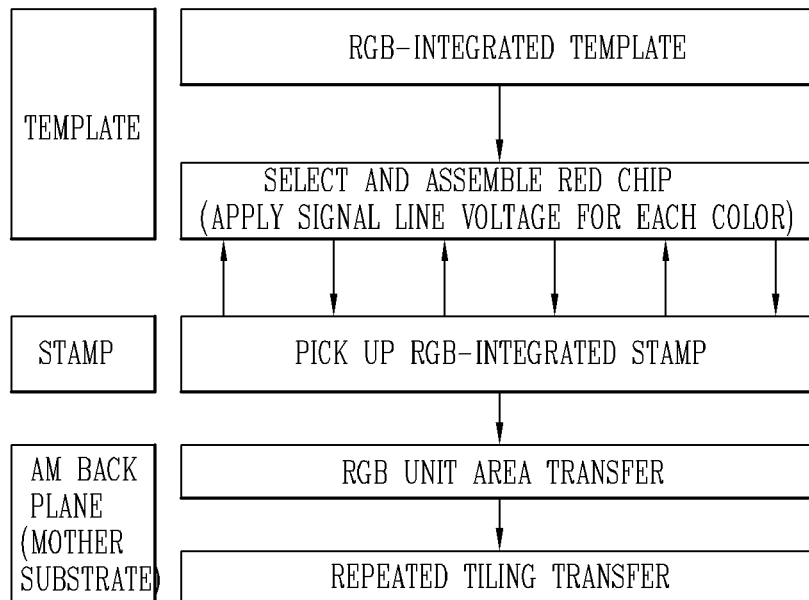 TEMPLATE
RGB-INTEGRATED TEMPLATE
SELECT AND ASSEMBLE RED CHIP
(APPLY SIGNAL LINE VOLTAGE FOR EACH COLOR)
STAMP
PICK UP RGB-INTEGRATED STAMP
AM BACK
PLANE
(MOTHER
SUBSTRATE)
RGB UNIT AREA TRANSFER
REPEATED TILING TRANSFER